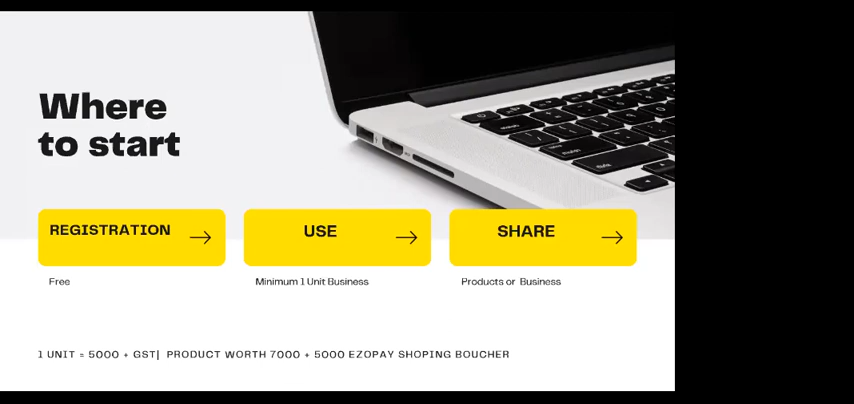 Where
to start
REGISTRATION
USE
SHARE
Free
Minimum 1 Unit Business
Products or Business
1 UNIT = 5000 + GST| PRODUCT WORTH 7000 + 5000 EZOPAY SHOPING BOUCHER